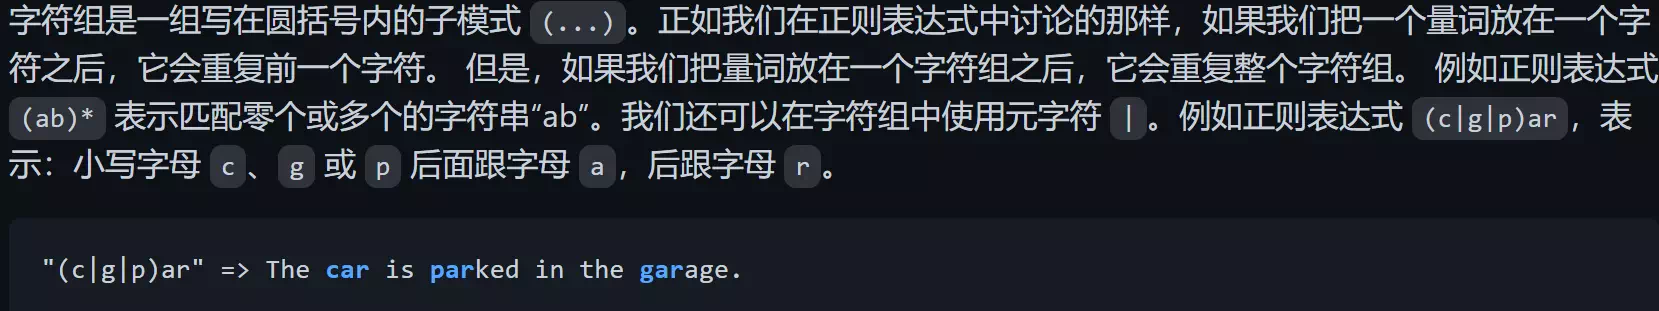 字符组是一组写在圆括号内的子模式 (...)。正如我们在正则表达式中讨论的那样，如果我们把一个量词放在一个字
符之后，它会重复前一个字符。 但是，如果我们把量词放在一个字符组之后，它会重复整个字符组。 例如正则表达式
(ab)* 表示匹配零个或多个的字符串“ab”。我们还可以在字符组中使用元字符 |。例如正则表达式 (c|g|p)ar，表
示：小写字母 c、g 或 p 后面跟字母 a，后跟字母 r。
"(c|g|p)ar" => The car is parked in the garage.